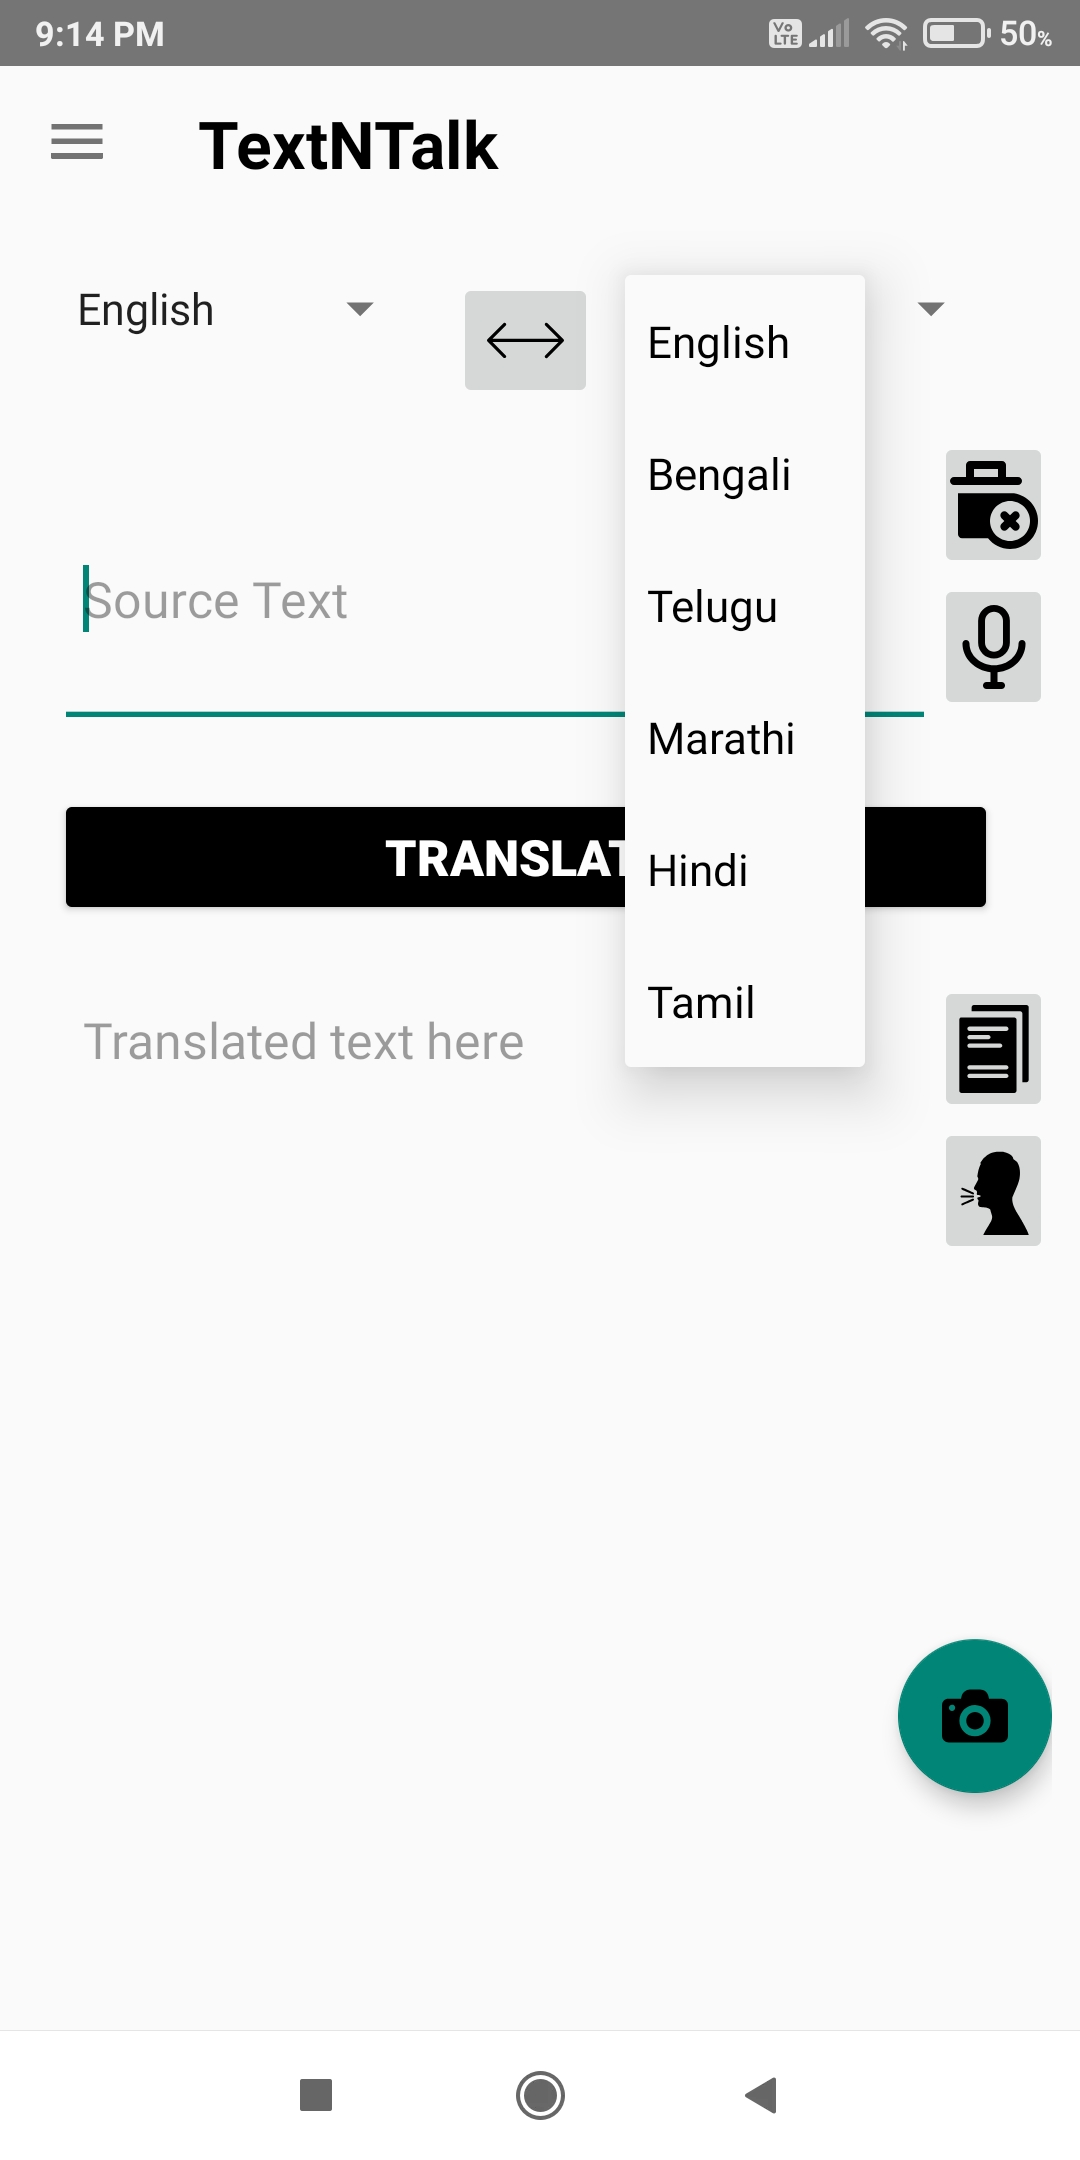 9:14 PM
Vo LTE
50%
TextNTalk
English
English
Bengali
Telugu
Marathi
Hindi
Tamil
Source Text
TRANSLAT
Translated text here